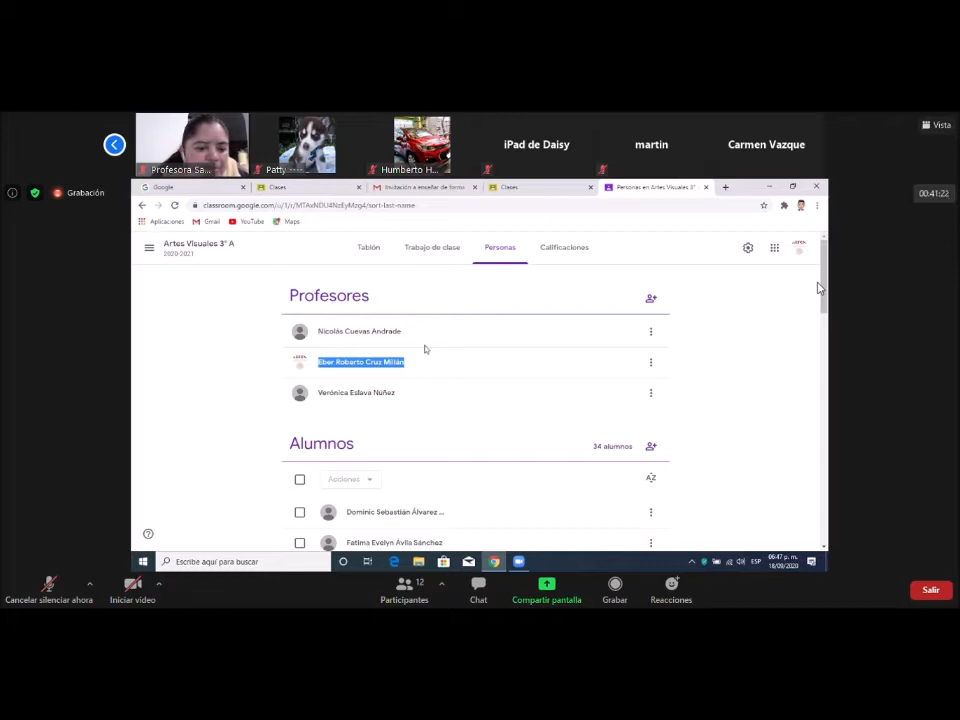 iPad de Daisy
martin
Carmen Vazque
Vista
Profesora Sa...
Patty
Humberto H...
Grabación
00:41:22
Google
Clases
Invitación a enseñar de forma
Clases
Personas en Artes Visuales 3°
classroom.google.com/u/1/r/MTAxNDU4NzEyMzg4/sort-last-name
Aplicaciones
Gmail
YouTube
Maps
Artes Visuales 3° A
2020-2021
Tablón
Trabajo de clase
Personas
Calificaciones
Profesores
Nicolás Cuevas Andrade
Eber Roberto Cruz Millán
Verónica Eslava Núñez
Alumnos
34 alumnos
Acciones
AZ
Dominic Sebastián Álvarez ...
Fatima Evelyn Avila Sánchez
Escribe aquí para buscar
ESP
06:47 p. m.
18/09/2020
Cancelar silenciar ahora
Iniciar video
Participantes
12
Chat
Compartir pantalla
Grabar
Reacciones
Salir